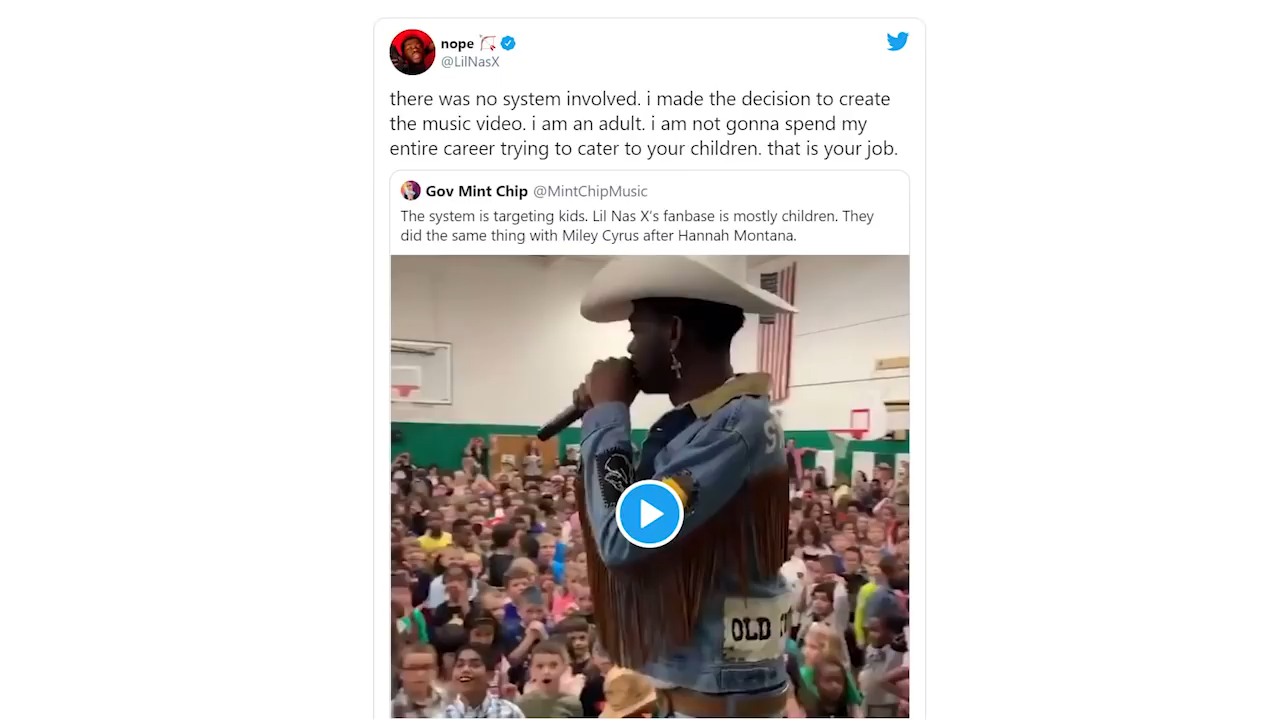 nope
@LilNasX
there was no system involved. i made the decision to create
the music video. i am an adult. i am not gonna spend my
entire career trying to cater to your children. that is your job.
Gov Mint Chip @MintChipMusic
The system is targeting kids. Lil Nas X's fanbase is mostly children. They
did the same thing with Miley Cyrus after Hannah Montana.
OLD